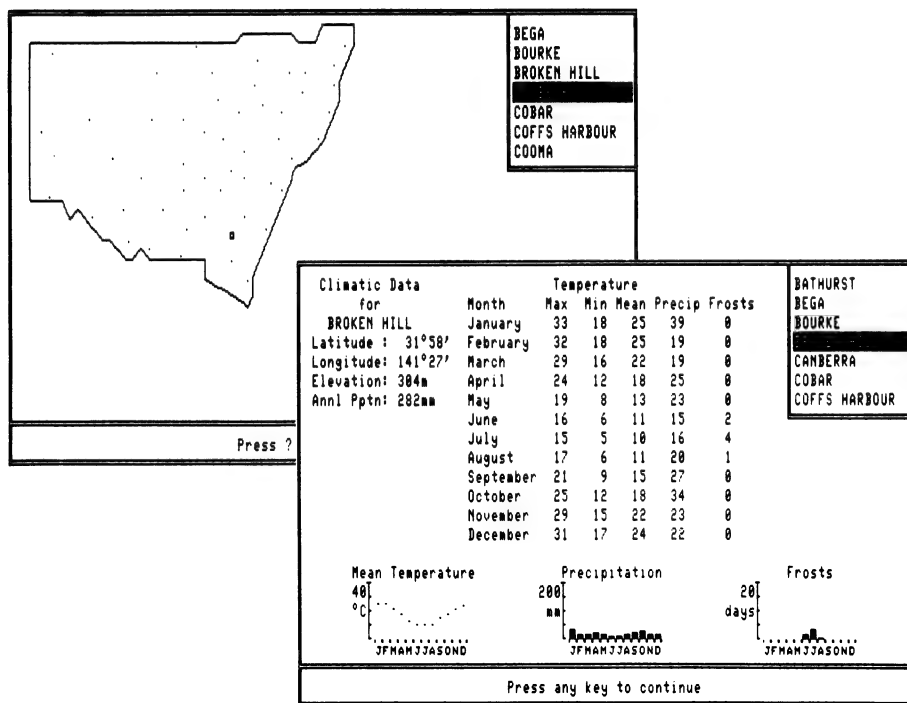 BEGA
BOURKE
BROKEN HILL
COBAR
COFFS HARBOUR
COOMA
Press ?
Climatic Data
for
BROKEN HILL
Latitude : 31°58'
Longitude: 141°27'
Elevation: 304m
Annl Pptn: 282mm
Temperature
Month Max Min Mean Precip Frosts
January 33 18 25 39 0
February 32 18 25 19 0
March 29 16 22 19 0
April 24 12 18 25 0
May 19 8 13 23 0
June 16 6 11 15 2
July 15 5 10 16 4
August 17 6 11 20 1
September 21 9 15 27 0
October 25 12 18 34 0
November 29 15 22 23 0
December 31 17 24 22 0
BATHURST
BEGA
BOURKE
CANBERRA
COBAR
COFFS HARBOUR
Mean Temperature
40
°C
JFMAMJJASOND
Precipitation
200
mm
JFMAMJJASOND
Frosts
20
days
JFMAMJJASOND
Press any key to continue